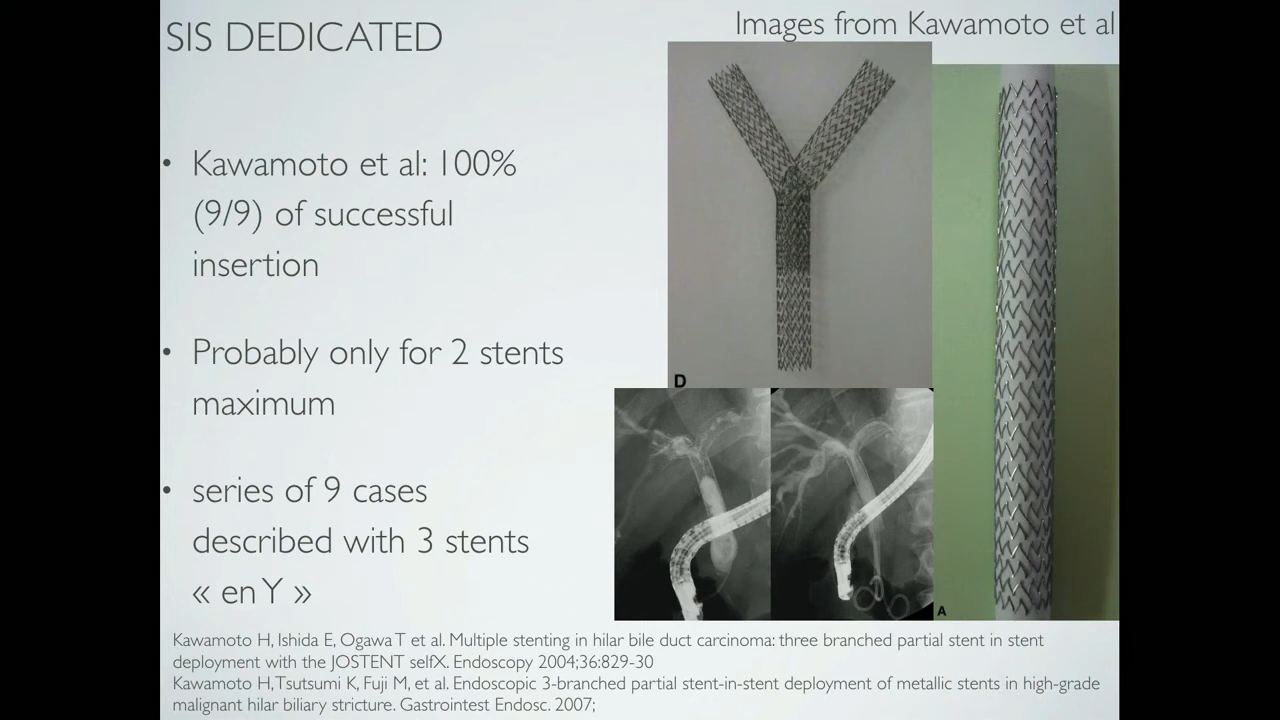 SIS DEDICATED
Images from Kawamoto et al
• Kawamoto et al: 100%
(9/9) of successful
insertion
• Probably only for 2 stents
maximum
• series of 9 cases
described with 3 stents
« en Y »
D
A
Kawamoto H, Ishida E, Ogawa T et al. Multiple stenting in hilar bile duct carcinoma: three branched partial stent in stent
deployment with the JOSTENT selfX. Endoscopy 2004;36:829-30
Kawamoto H, Tsutsumi K, Fuji M, et al. Endoscopic 3-branched partial stent-in-stent deployment of metallic stents in high-grade
malignant hilar biliary stricture. Gastrointest Endosc. 2007;